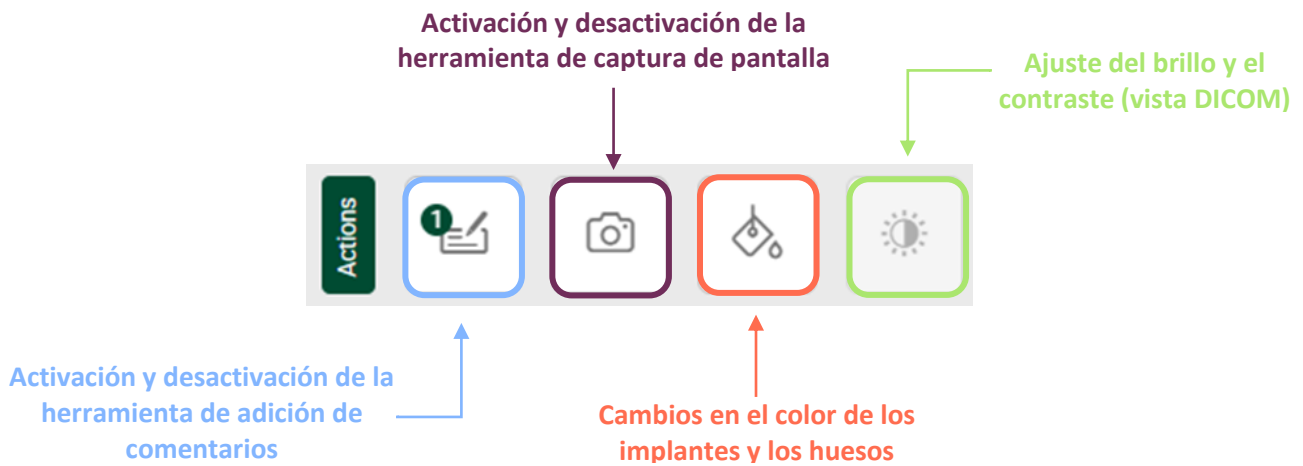 Activación y desactivación de la
herramienta de captura de pantalla
Ajuste del brillo y el
contraste (vista DICOM)
Actions
1
Activación y desactivación de la
herramienta de adición de
comentarios
Cambios en el color de los
implantes y los huesos